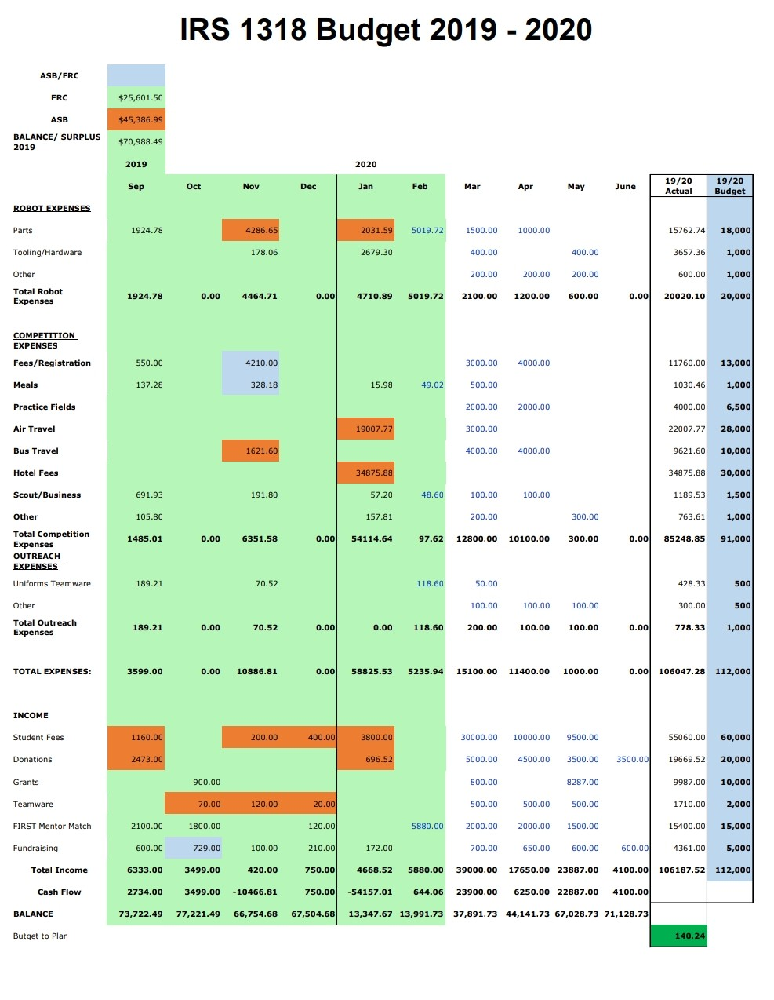 IRS 1318 Budget 2019 - 2020
ASB/FRC
FRC $25,601.50
ASB $45,386.99
BALANCE/ SURPLUS
2019 $70,988.49
2019 2020
Sep Oct Nov Dec Jan Feb Mar Apr May June 19/20 Actual 19/20 Budget
ROBOT EXPENSES
Parts 1924.78 4286.65 2031.59 5019.72 1500.00 1000.00 15762.74 18,000
Tooling/Hardware 178.06 2679.30 400.00 400.00 3657.36 1,000
Other 200.00 200.00 200.00 600.00 1,000
Total Robot
Expenses 1924.78 0.00 4464.71 0.00 4710.89 5019.72 2100.00 1200.00 600.00 0.00 20020.10 20,000
COMPETITION
EXPENSES
Fees/Registration 550.00 4210.00 3000.00 4000.00 11760.00 13,000
Meals 137.28 328.18 15.98 49.02 500.00 1030.46 1,000
Practice Fields 2000.00 2000.00 4000.00 6,500
Air Travel 19007.77 3000.00 22007.77 28,000
Bus Travel 1621.60 4000.00 4000.00 9621.60 10,000
Hotel Fees 34875.88 34875.88 30,000
Scout/Business 691.93 191.80 57.20 48.60 100.00 100.00 1189.53 1,500
Other 105.80 157.81 200.00 300.00 763.61 1,000
Total Competition
Expenses 1485.01 0.00 6351.58 0.00 54114.64 97.62 12800.00 10100.00 300.00 0.00 85248.85 91,000
OUTREACH
EXPENSES
Uniforms Teamware 189.21 70.52 118.60 50.00 428.33 500
Other 100.00 100.00 100.00 300.00 500
Total Outreach
Expenses 189.21 0.00 70.52 0.00 0.00 118.60 200.00 100.00 100.00 0.00 778.33 1,000
TOTAL EXPENSES: 3599.00 0.00 10886.81 0.00 58825.53 5235.94 15100.00 11400.00 1000.00 0.00 106047.28 112,000
INCOME
Student Fees 1160.00 200.00 400.00 3800.00 30000.00 10000.00 9500.00 55060.00 60,000
Donations 2473.00 696.52 5000.00 4500.00 3500.00 3500.00 19669.52 20,000
Grants 900.00 800.00 8287.00 9987.00 10,000
Teamware 70.00 120.00 20.00 500.00 500.00 500.00 1710.00 2,000
FIRST Mentor Match 2100.00 1800.00 120.00 5880.00 2000.00 2000.00 1500.00 15400.00 15,000
Fundraising 600.00 729.00 100.00 210.00 172.00 700.00 650.00 600.00 600.00 4361.00 5,000
Total Income 6333.00 3499.00 420.00 750.00 4668.52 5880.00 39000.00 17650.00 23887.00 4100.00 106187.52 112,000
Cash Flow 2734.00 3499.00 -10466.81 750.00 -54157.01 644.06 23900.00 6250.00 22887.00 4100.00
BALANCE 73,722.49 77,221.49 66,754.68 67,504.68 13,347.67 13,991.73 37,891.73 44,141.73 67,028.73 71,128.73
Butget to Plan 140.24